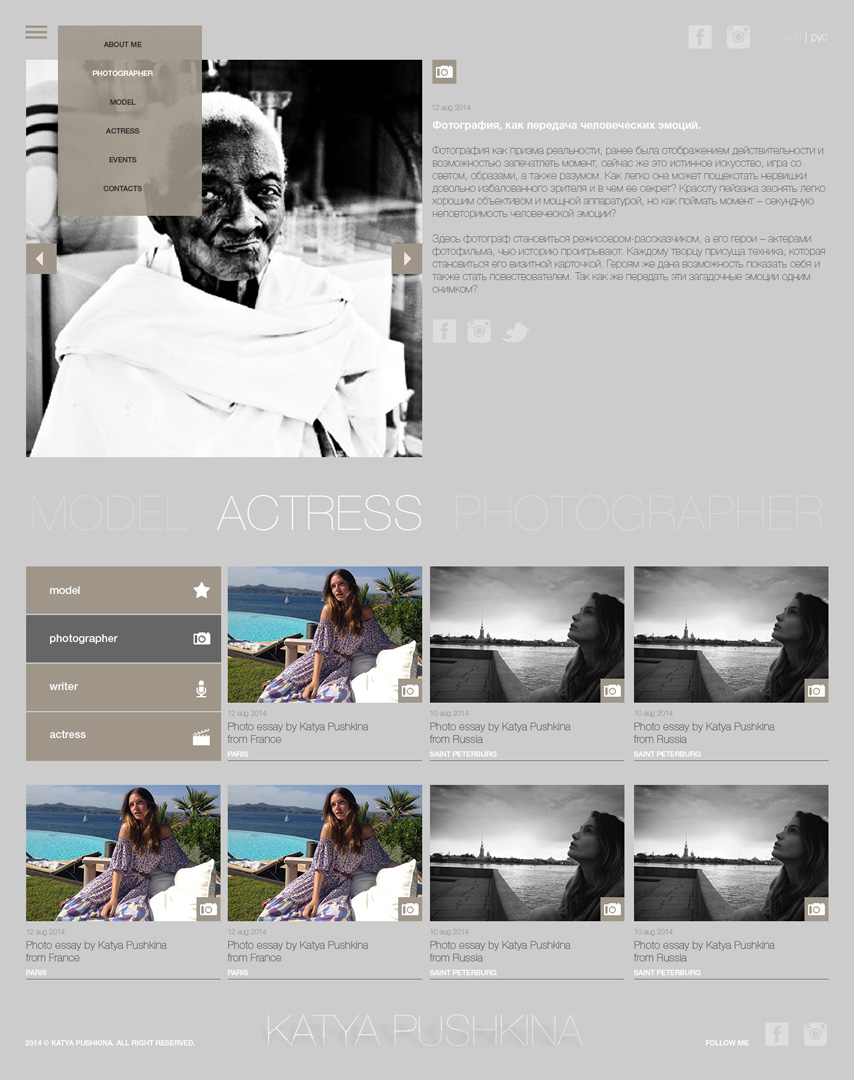 ABOUT ME
PHOTOGRAPHER
MODEL
ACTRESS
EVENTS
CONTACTS
eng | рус
12 aug 2014
Фотография, как передача человеческих эмоций.
Фотография как призма реальности, ранее была отображением действительности и
возможностью запечатлеть момент, сейчас же это истинное искусство, игра со
светом, образами, а также разумом. Как легко она может пощекотать нервишки
довольно избалованного зрителя и в чем ее секрет? Красоту пейзажа заснять легко
хорошим объективом и мощной аппаратурой, но как поймать момент – секундную
неповторимость человеческой эмоции?
Здесь фотограф становиться режиссером-рассказчиком, а его герои – актерами
фотофильма, чью историю проигрывают. Каждому творцу присуща техника, которая
становиться его визитной карточкой. Героям же дана возможность показать себя и
также стать повествователем. Так как же передать эти загадочные эмоции одним
снимком?
MODEL ACTRESS PHOTOGRAPHER
model
photographer
writer
actress
12 aug 2014
Photo essay by Katya Pushkina
from France
PARIS
10 aug 2014
Photo essay by Katya Pushkina
from Russia
SAINT PETERBURG
10 aug 2014
Photo essay by Katya Pushkina
from Russia
SAINT PETERBURG
12 aug 2014
Photo essay by Katya Pushkina
from France
PARIS
12 aug 2014
Photo essay by Katya Pushkina
from France
PARIS
10 aug 2014
Photo essay by Katya Pushkina
from Russia
SAINT PETERBURG
10 aug 2014
Photo essay by Katya Pushkina
from Russia
SAINT PETERBURG
2014 © KATYA PUSHKINA. ALL RIGHT RESERVED.
KATYA PUSHKINA
FOLLOW ME